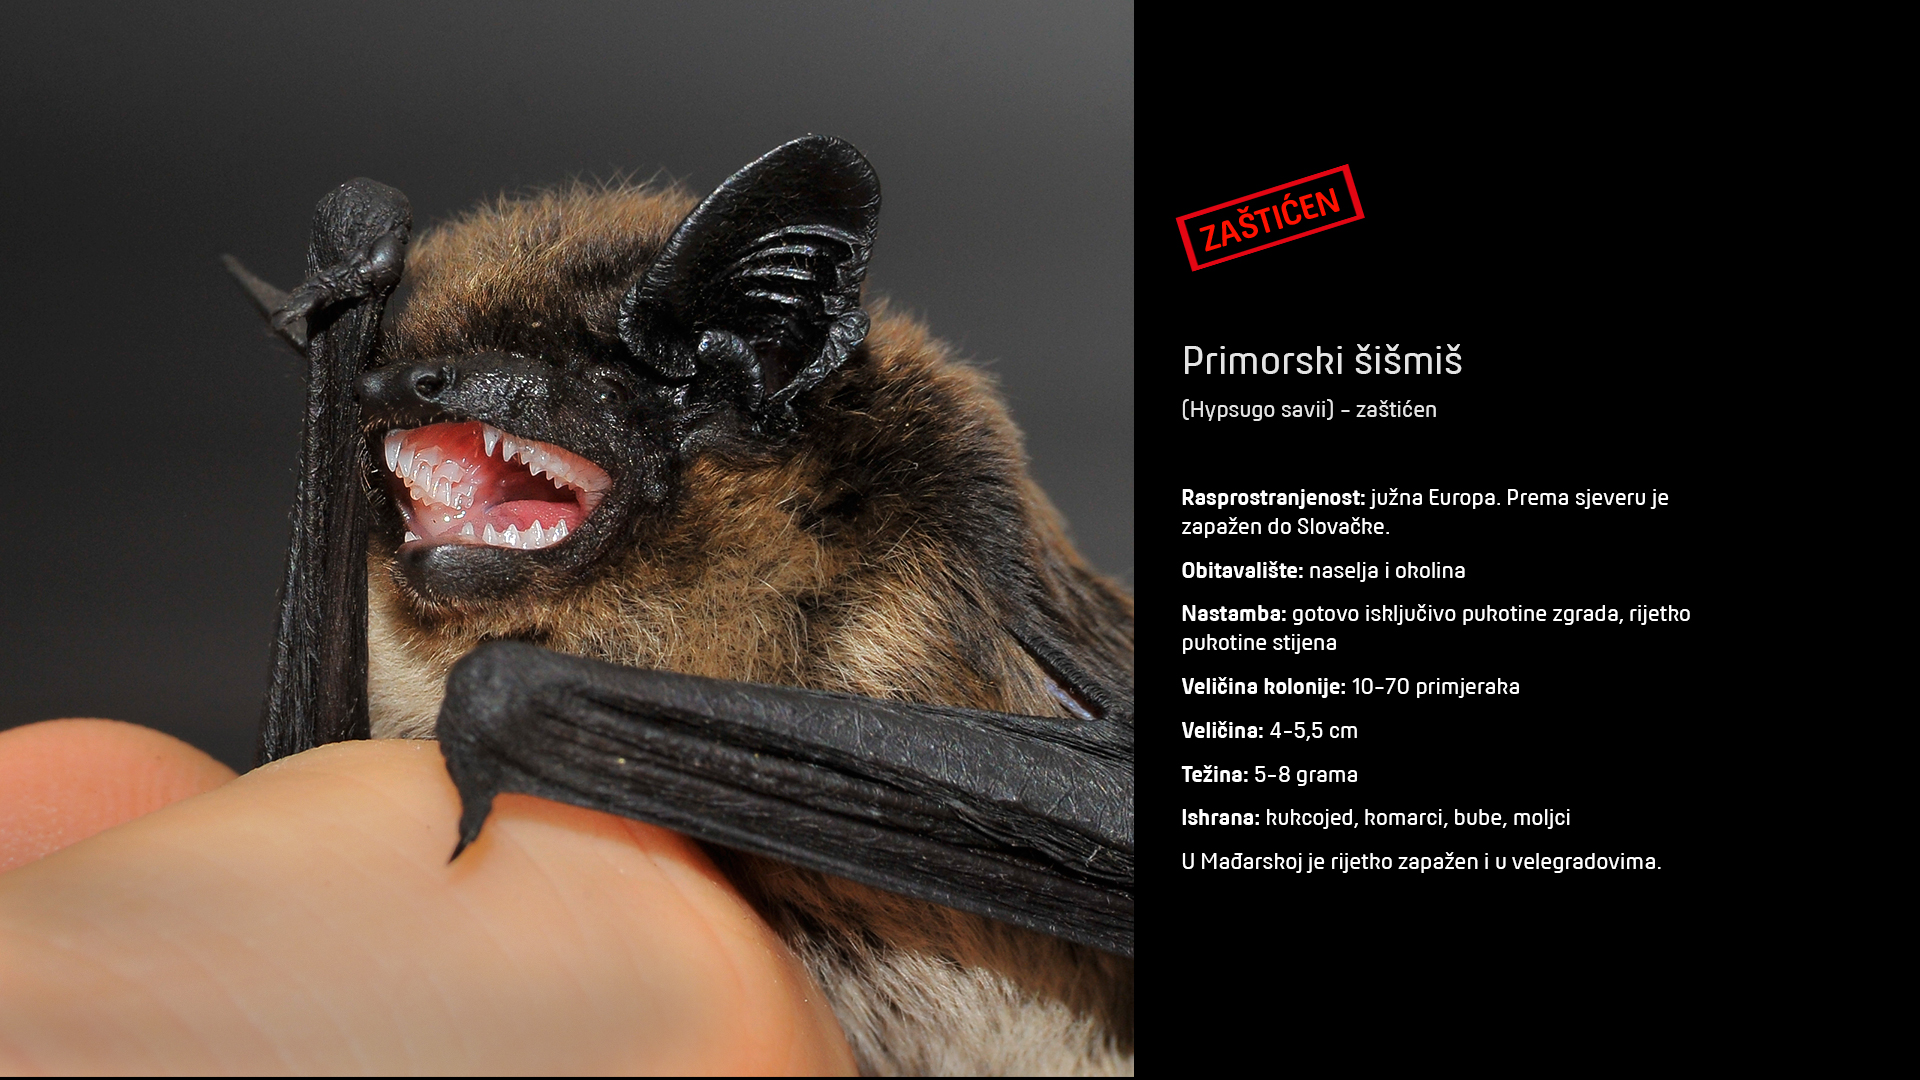 ZAŠTIĆEN
Primorski šišmiš
(Hypsugo savii) - zaštićen
Rasprostranjenost: južna Europa. Prema sjeveru je
zapažen do Slovačke.
Obitavalište: naselja i okolina
Nastamba: gotovo isključivo pukotine zgrada, rijetko
pukotine stijena
Veličina kolonije: 10-70 primjeraka
Veličina: 4-5,5 cm
Težina: 5-8 grama
Ishrana: kukcojed, komarci, bube, moljci
U Mađarskoj je rijetko zapažen i u velegradovima.